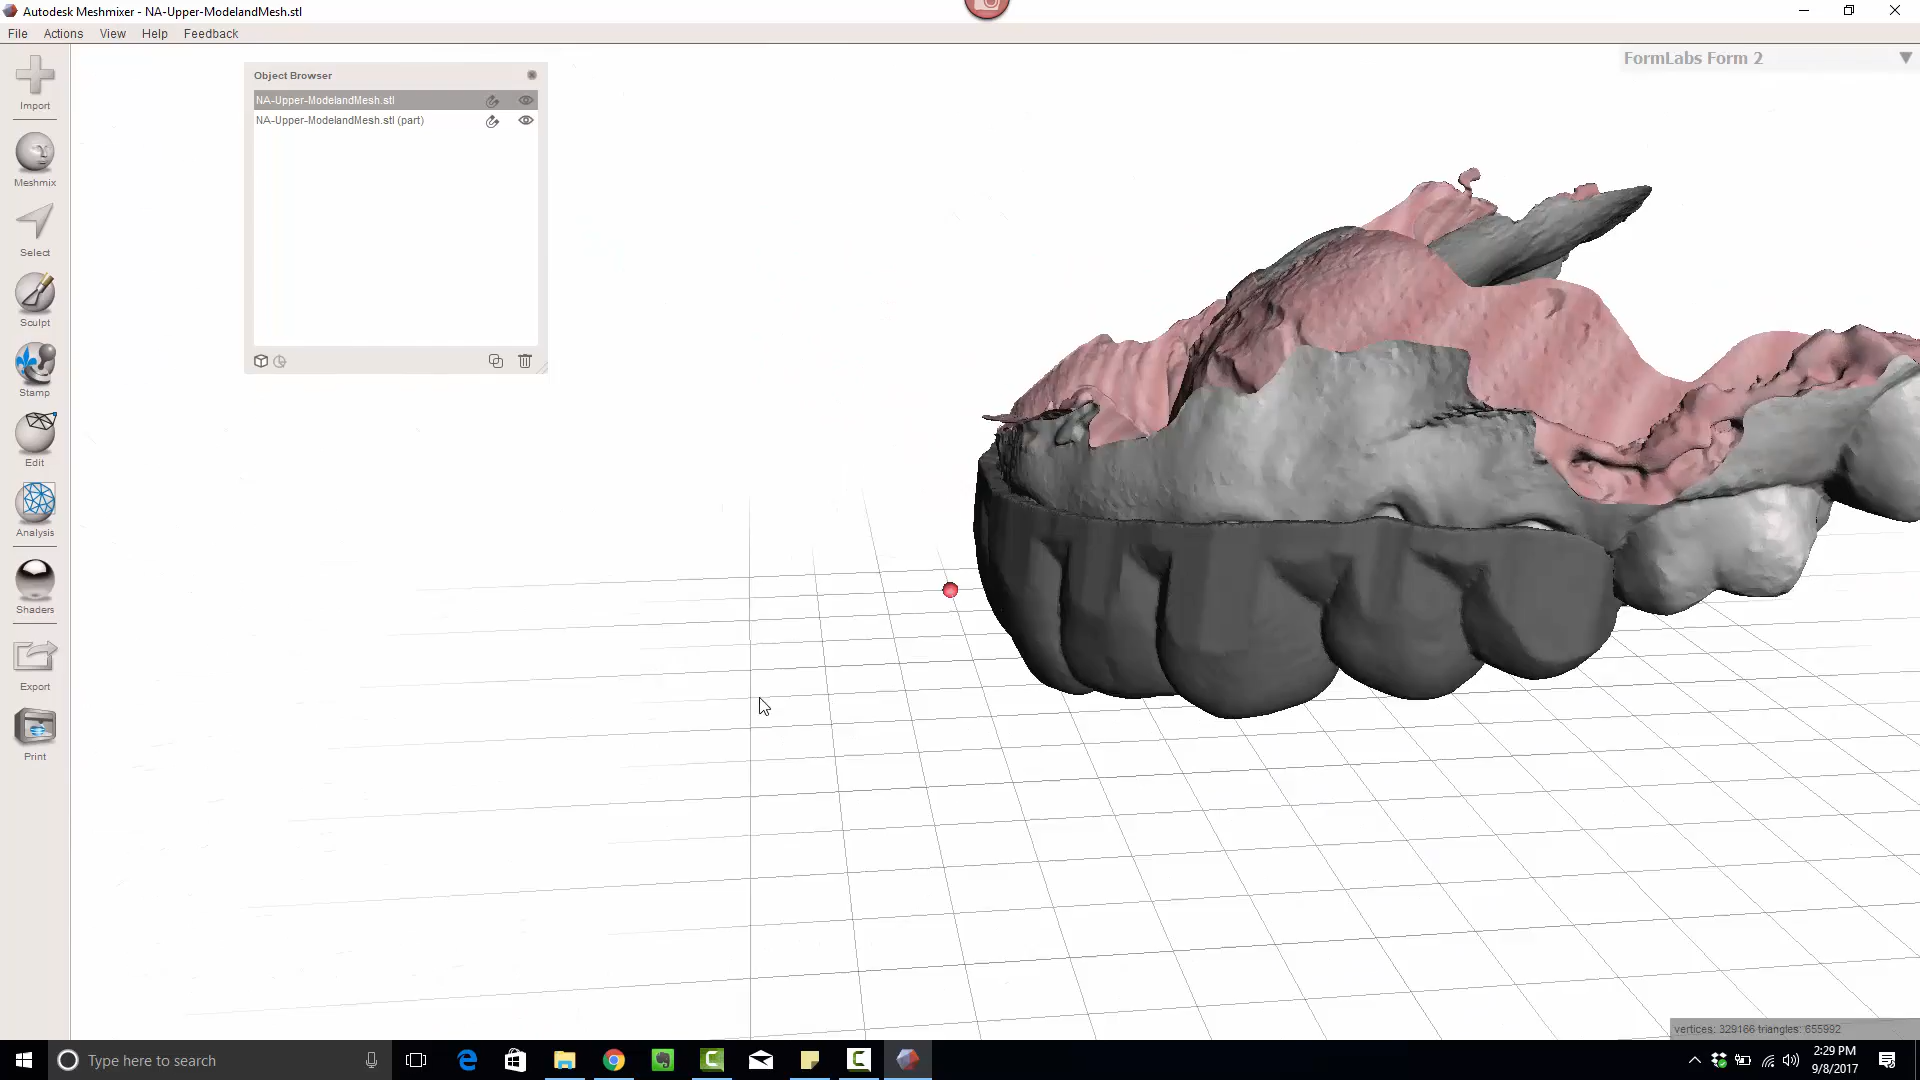 Autodesk Meshmixer - NA-Upper-ModelandMesh.stl
File Actions View Help Feedback
FormLabs Form 2
Object Browser
NA-Upper-ModelandMesh.stl
NA-Upper-ModelandMesh.stl (part)
Import
Meshmix
Select
Sculpt
Stamp
Edit
Analysis
Shaders
Export
Print
vertices: 329166 triangles: 655992
Type here to search
2:29 PM
9/8/2017